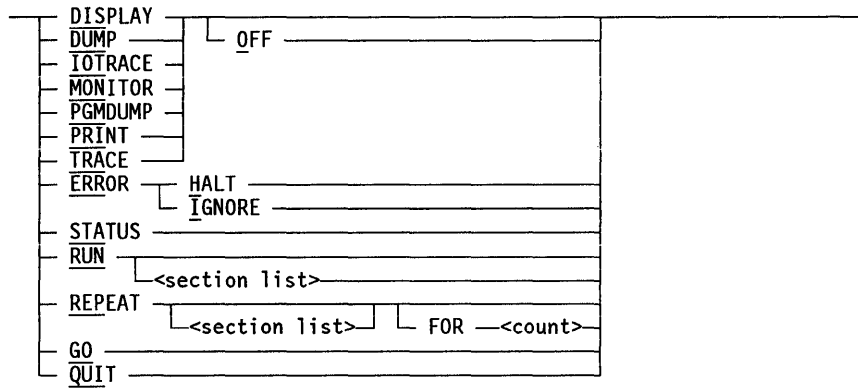 DISPLAY
DUMP OFF
IOTRACE
MONITOR
PGMDUMP
PRINT
TRACE
ERROR HALT
IGNORE
STATUS
RUN
<section list>
REPEAT
<section list> FOR <count>
GO
QUIT